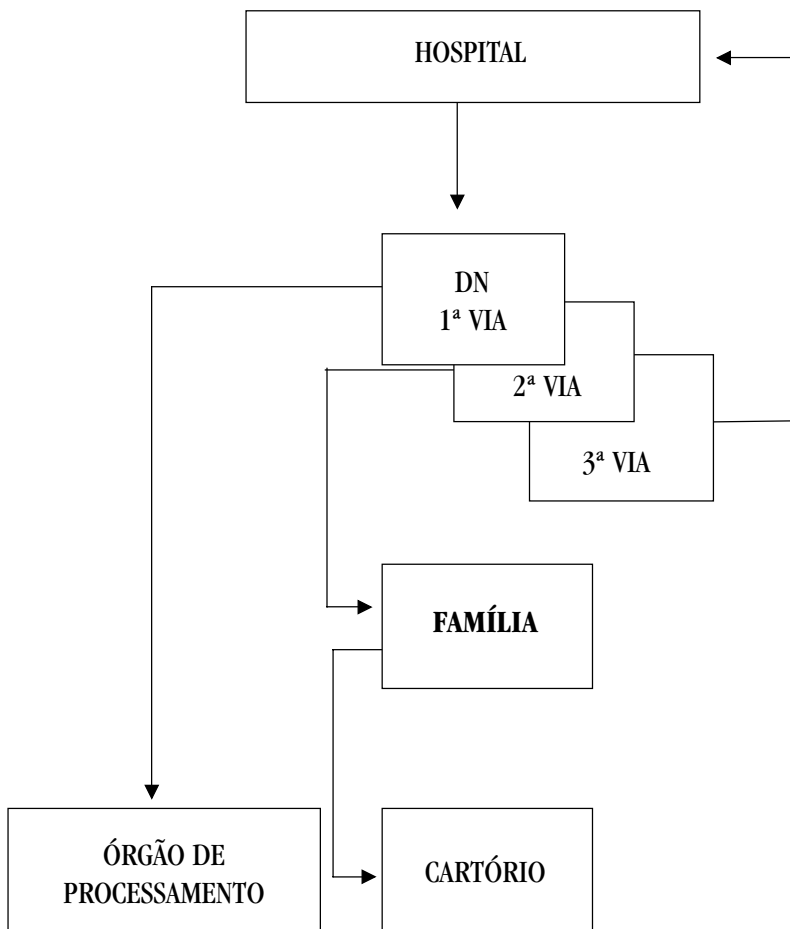 HOSPITAL
DN
1ª VIA
2ª VIA
3ª VIA
FAMÍLIA
ÓRGÃO DE
PROCESSAMENTO
CARTÓRIO